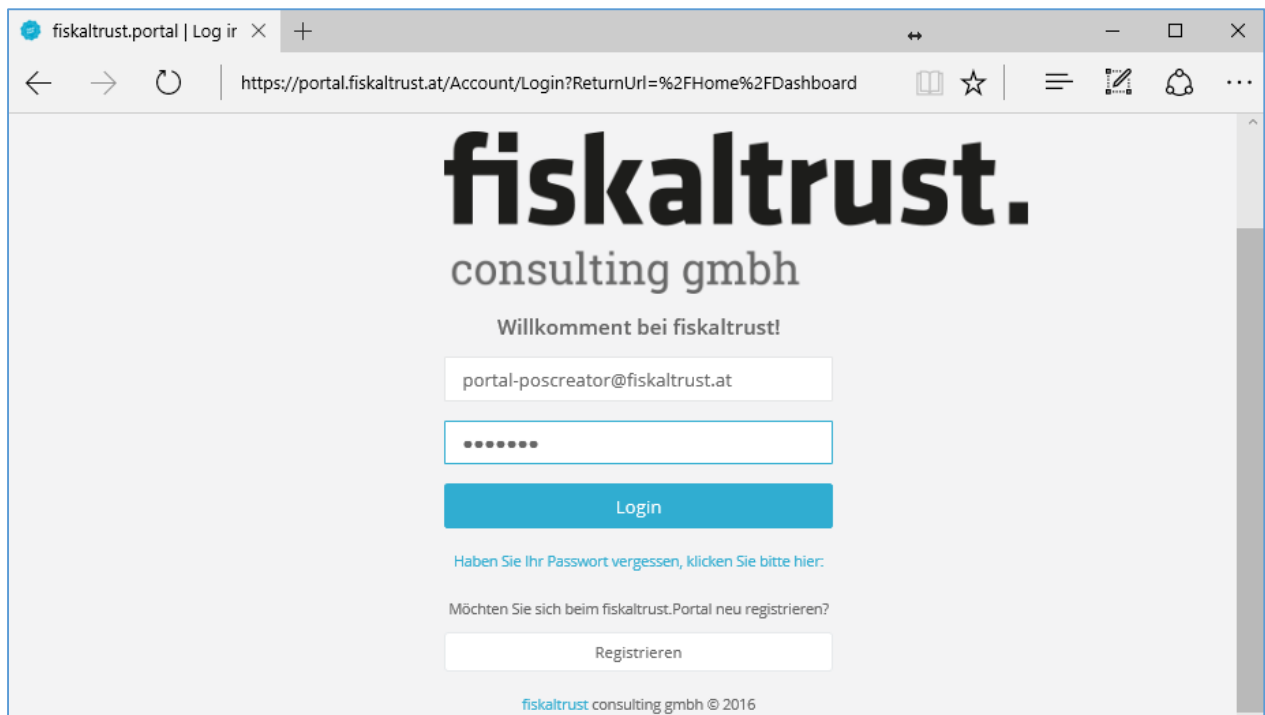 fiskaltrust.portal | Log in
https://portal.fiskaltrust.at/Account/Login?ReturnUrl=%2FHome%2FDashboard
fiskaltrust.
consulting gmbh
Willkomment bei fiskaltrust!
portal-poscreator@fiskaltrust.at
Login
Haben Sie Ihr Passwort vergessen, klicken Sie bitte hier:
Möchten Sie sich beim fiskaltrust.Portal neu registrieren?
Registrieren
fiskaltrust consulting gmbh © 2016